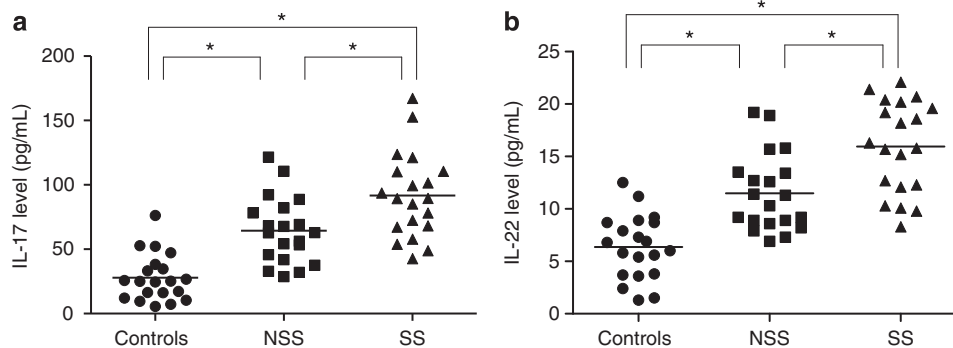 a
*
* *
200
150
100
50
0
IL-17 level (pg/mL)
Controls NSS SS
b
*
* *
25
20
15
10
5
0
IL-22 level (pg/mL)
Controls NSS SS